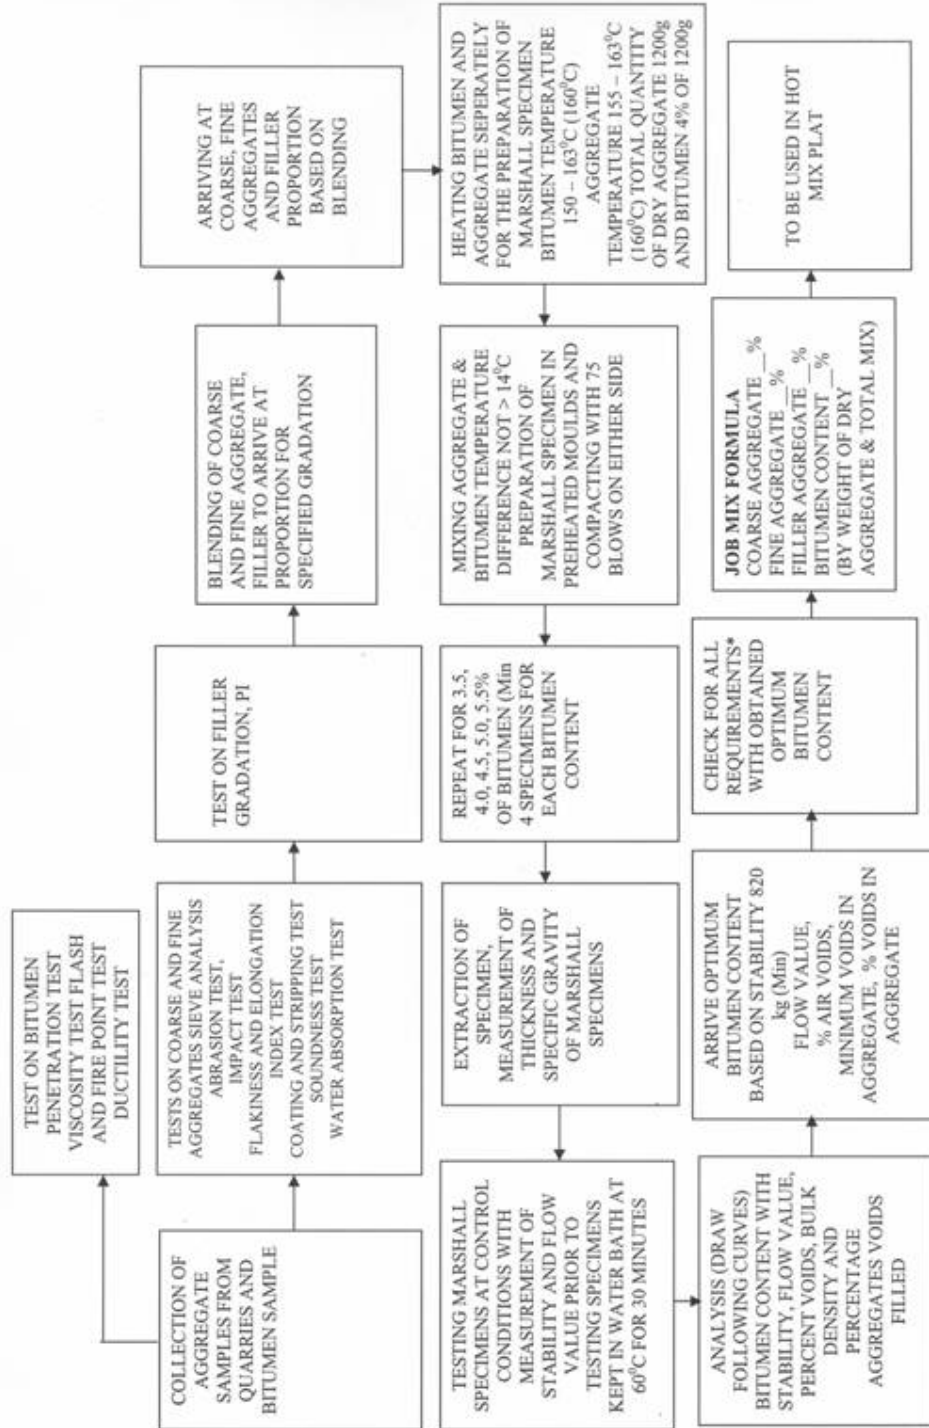 TEST ON BITUMEN
PENETRATION TEST
VISCOSITY TEST FLASH
AND FIRE POINT TEST
DUCTILITY TEST
COLLECTION OF
AGGREGATE
SAMPLES FROM
QUARRIES AND
BITUMEN SAMPLE
TESTS ON COARSE AND FINE
AGGREGATES SIEVE ANALYSIS
ABRASION TEST,
IMPACT TEST
FLAKINESS AND ELONGATION
INDEX TEST
COATING AND STRIPPING TEST
SOUNDNESS TEST
WATER ABSORPTION TEST
TEST ON FILLER
GRADATION, PI
BLENDING OF COARSE
AND FINE AGGREGATE,
FILLER TO ARRIVE AT
PROPORTION FOR
SPECIFIED GRADATION
ARRIVING AT
COARSE, FINE
AGGREGATES
AND FILLER
PROPORTION
BASED ON
BLENDING
HEATING BITUMEN AND
AGGREGATE SEPERATELY
FOR THE PREPARATION OF
MARSHALL SPECIMEN
BITUMEN TEMPERATURE
150 – 163⁰C (160⁰C)
AGGREGATE
TEMPERATURE 155 – 163⁰C
(160⁰C) TOTAL QUANTITY
OF DRY AGGREGATE 1200g
AND BITUMEN 4% OF 1200g
MIXING AGGREGATE &
BITUMEN TEMPERATURE
DIFFERENCE NOT > 14⁰C
PREPARATION OF
MARSHALL SPECIMEN IN
PREHEATED MOULDS AND
COMPACTING WITH 75
BLOWS ON EITHER SIDE
REPEAT FOR 3.5,
4.0, 4.5, 5.0, 5.5%
OF BITUMEN (Min
4 SPECIMENS FOR
EACH BITUMEN
CONTENT
EXTRACTION OF
SPECIMEN,
MEASUREMENT OF
THICKNESS AND
SPECIFIC GRAVITY
OF MARSHALL
SPECIMENS
TESTING MARSHALL
SPECIMENS AT CONTROL
CONDITIONS WITH
MEASUREMENT OF
STABILITY AND FLOW
VALUE PRIOR TO
TESTING SPECIMENS
KEPT IN WATER BATH AT
60⁰C FOR 30 MINUTES
ANALYSIS (DRAW
FOLLOWING CURVES)
BITUMEN CONTENT WITH
STABILITY, FLOW VALUE,
PERCENT VOIDS, BULK
DENSITY AND
PERCENTAGE
AGGREGATES VOIDS
FILLED
ARRIVE OPTIMUM
BITUMEN CONTENT
BASED ON STABILITY 820
kg (Min)
FLOW VALUE,
% AIR VOIDS,
MINIMUM VOIDS IN
AGGREGATE, % VOIDS IN
AGGREGATE
CHECK FOR ALL
REQUIREMENTS*
WITH OBTAINED
OPTIMUM
BITUMEN
CONTENT
JOB MIX FORMULA
COARSE AGGREGATE __%
FINE AGGREGATE __%
FILLER AGGREGATE __%
BITUMEN CONTENT __%
(BY WEIGHT OF DRY
AGGREGATE & TOTAL MIX)
TO BE USED IN HOT
MIX PLAT